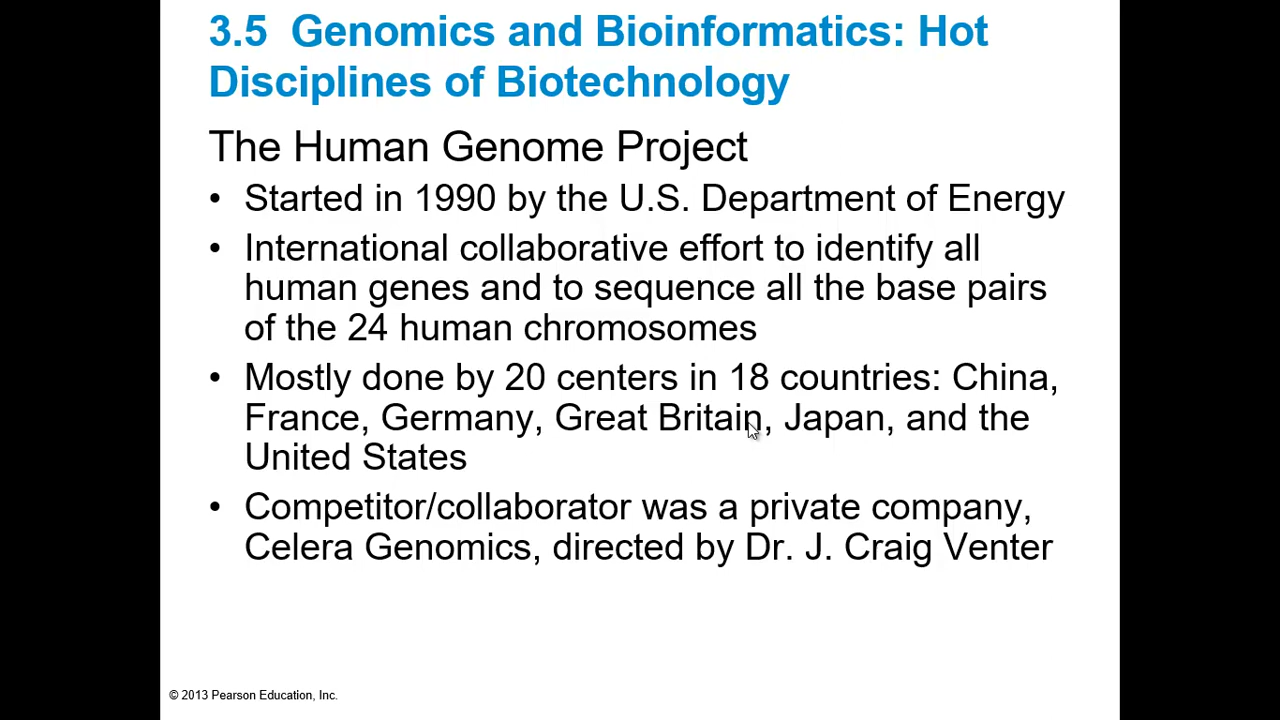 3.5 Genomics and Bioinformatics: Hot
Disciplines of Biotechnology
The Human Genome Project
• Started in 1990 by the U.S. Department of Energy
• International collaborative effort to identify all
human genes and to sequence all the base pairs
of the 24 human chromosomes
• Mostly done by 20 centers in 18 countries: China,
France, Germany, Great Britain, Japan, and the
United States
• Competitor/collaborator was a private company,
Celera Genomics, directed by Dr. J. Craig Venter
© 2013 Pearson Education, Inc.